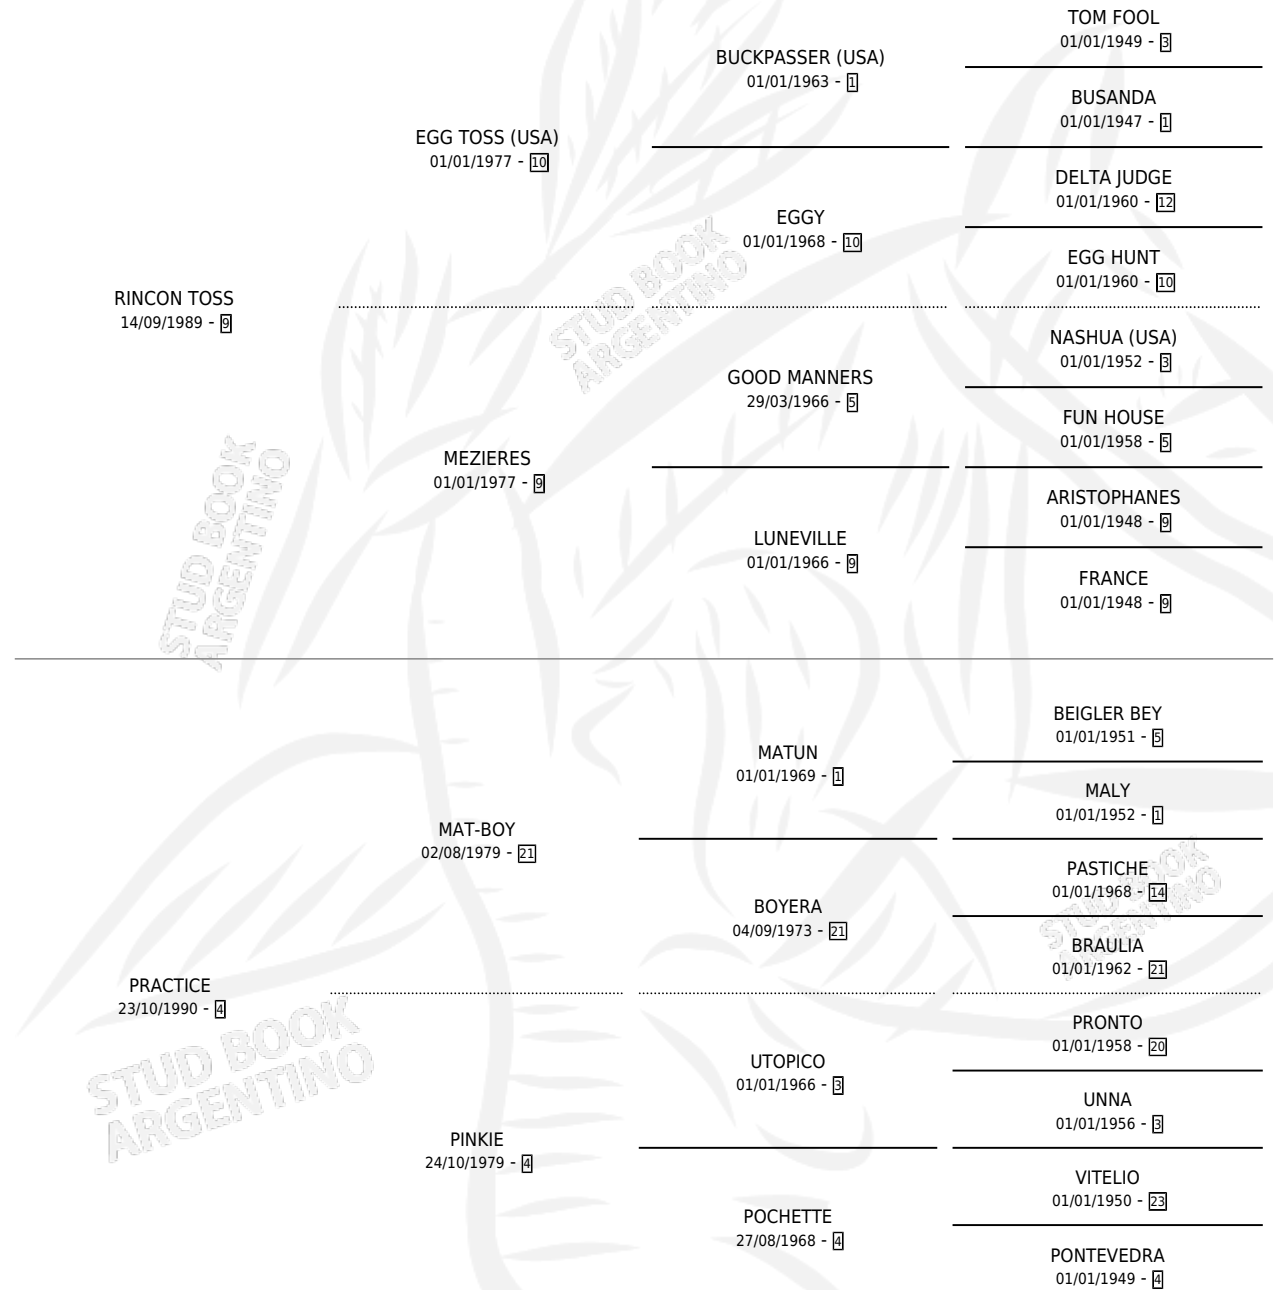 TOM FOOL
01/01/1949 - 3
BUCKPASSER (USA)
01/01/1963 - 1
BUSANDA
01/01/1947 - 1
EGG TOSS (USA)
01/01/1977 - 10
DELTA JUDGE
01/01/1960 - 12
EGGY
01/01/1968 - 10
EGG HUNT
01/01/1960 - 10
RINCON TOSS
14/09/1989 - 9
STUD BOOK
ARGENTINO
NASHUA (USA)
01/01/1952 - 3
GOOD MANNERS
29/03/1966 - 5
FUN HOUSE
01/01/1958 - 5
MEZIERES
01/01/1977 - 9
ARISTOPHANES
01/01/1948 - 9
LUNEVILLE
01/01/1966 - 9
FRANCE
01/01/1948 - 9
STUD BOOK
ARGENTINO
BEIGLER BEY
01/01/1951 - 5
MATUN
01/01/1969 - 1
MALY
01/01/1952 - 1
MAT-BOY
02/08/1979 - 21
PASTICHE
01/01/1968 - 14
BOYERA
04/09/1973 - 21
STUD BOOK
ARGENTINO
BRAULIA
01/01/1962 - 21
PRACTICE
23/10/1990 - 4
PRONTO
01/01/1958 - 20
UTOPICO
01/01/1966 - 3
STUD BOOK
ARGENTINO
UNNA
01/01/1956 - 3
PINKIE
24/10/1979 - 4
VITELIO
01/01/1950 - 23
POCHETTE
27/08/1968 - 4
PONTEVEDRA
01/01/1949 - 4